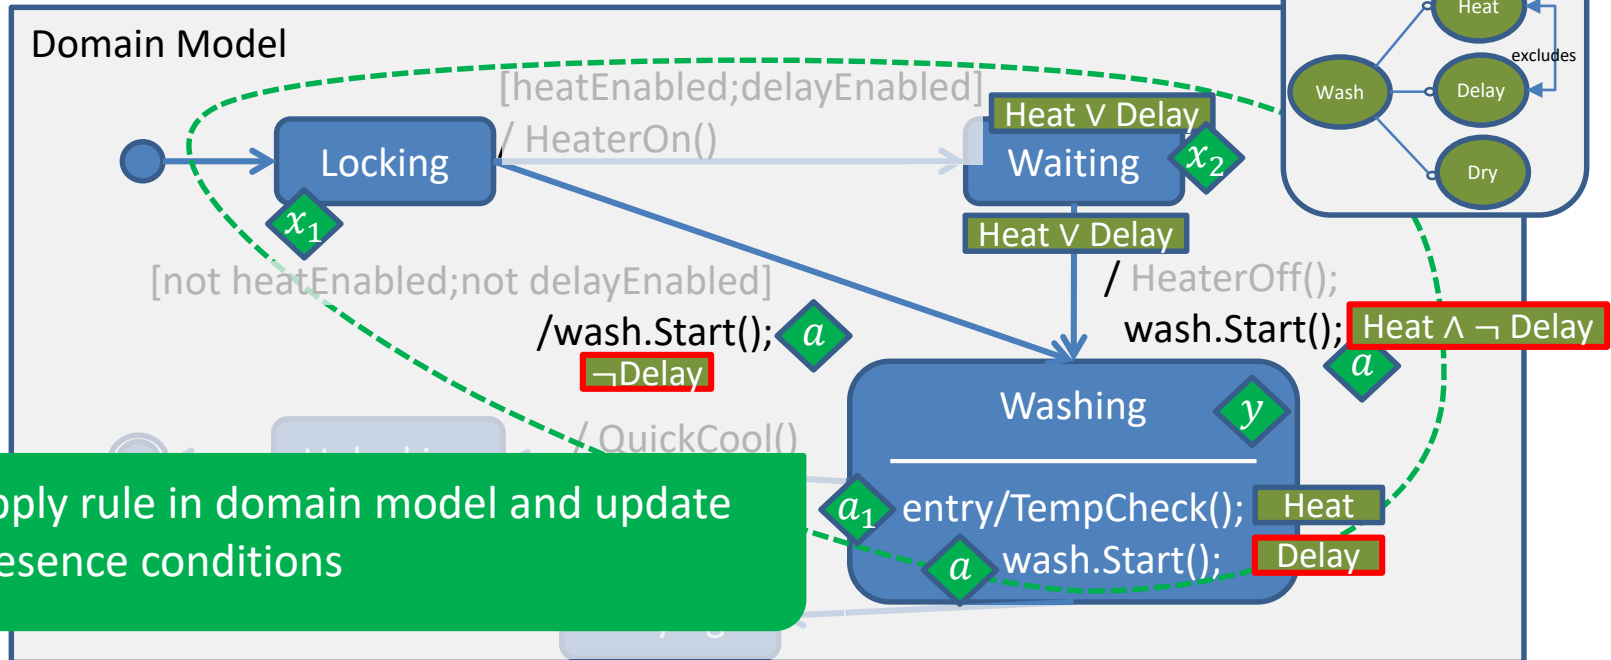 Domain Model
Heat
excludes
Wash
Delay
Dry
[heatEnabled;delayEnabled]
/ HeaterOn()
Heat ∨ Delay
Locking
Waiting
x₂
x₁
Heat ∨ Delay
[not heatEnabled;not delayEnabled]
/ HeaterOff();
/wash.Start();
a
wash.Start();
Heat ∧ ¬ Delay
¬Delay
a
Washing
y
/ QuickCool()
a₁
entry/TempCheck();
Heat
a
wash.Start();
Delay
pply rule in domain model and update
esence conditions